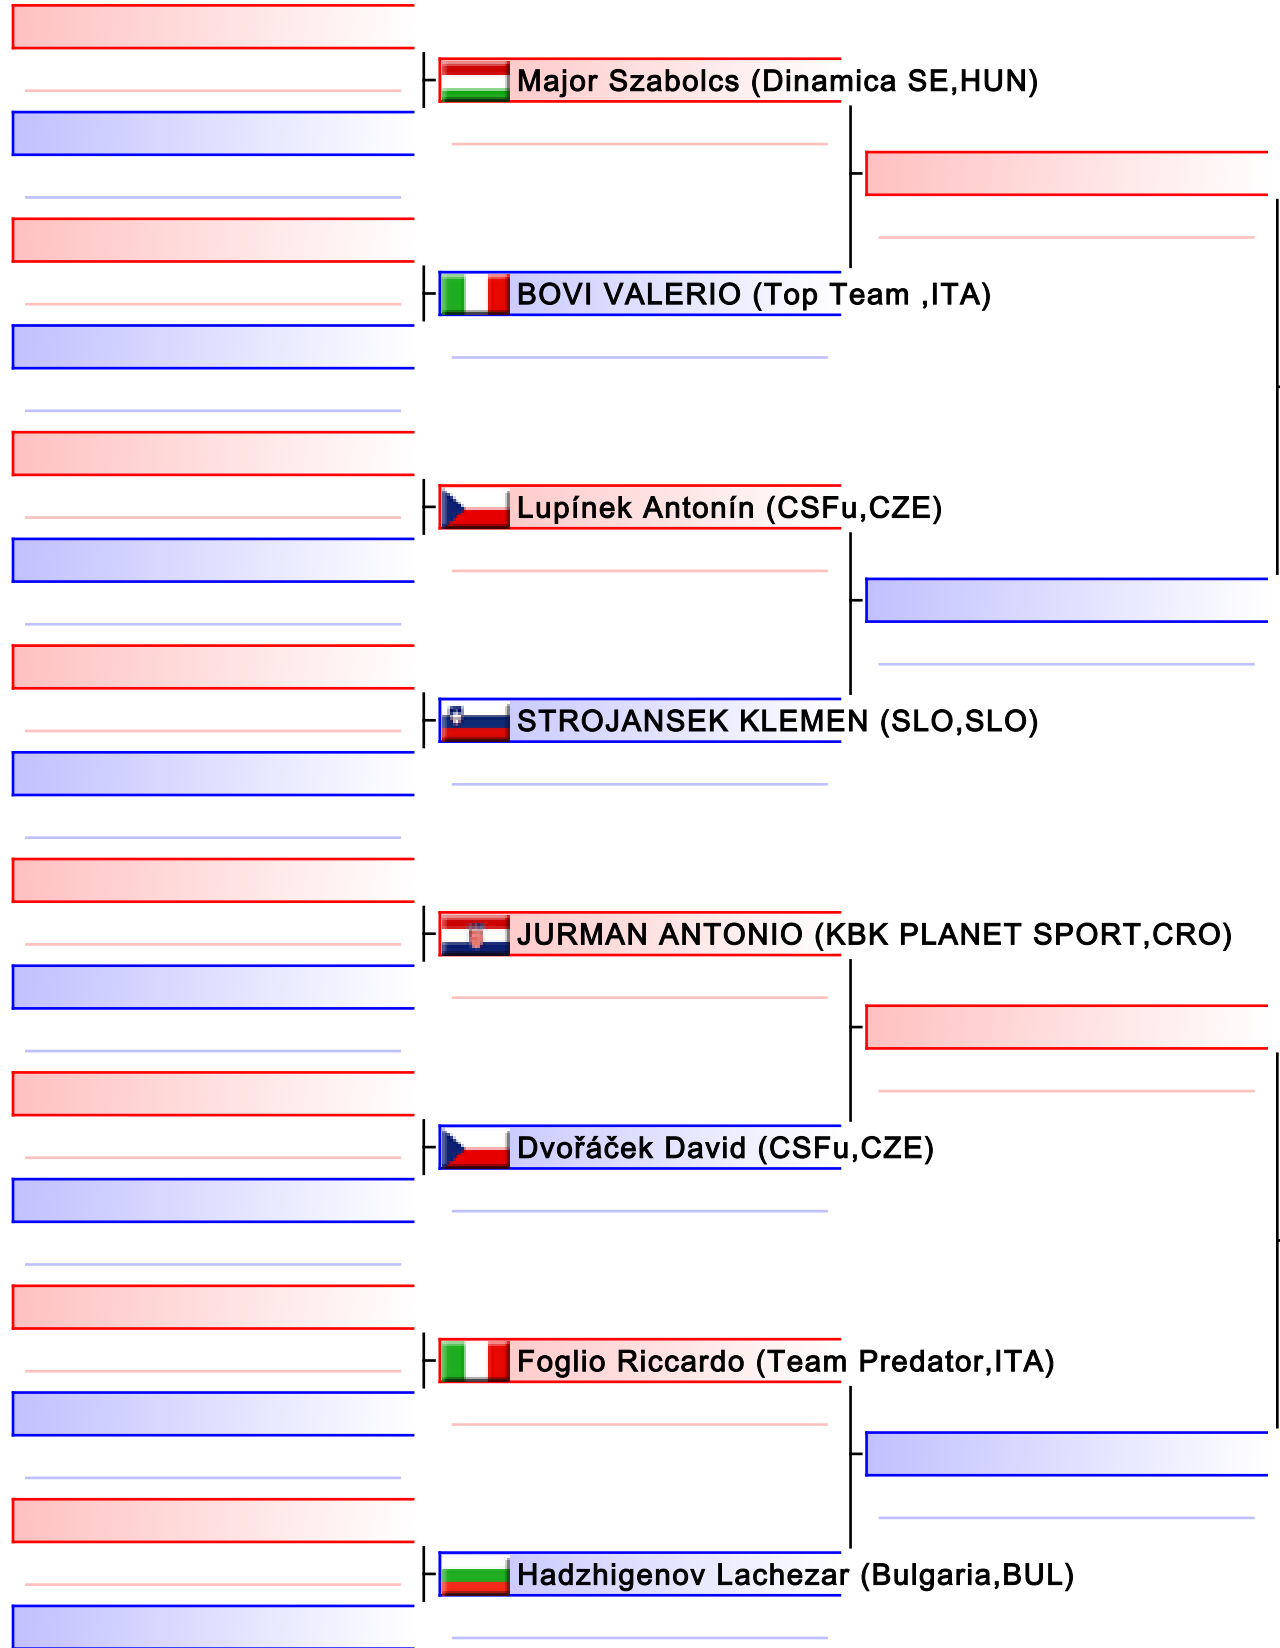 Major Szabolcs (Dinamica SE,HUN)
BOVI VALERIO (Top Team ,ITA)
Lupínek Antonín (CSFu,CZE)
STROJANSEK KLEMEN (SLO,SLO)
JURMAN ANTONIO (KBK PLANET SPORT,CRO)
Dvořáček David (CSFu,CZE)
Foglio Riccardo (Team Predator,ITA)
Hadzhigenov Lachezar (Bulgaria,BUL)